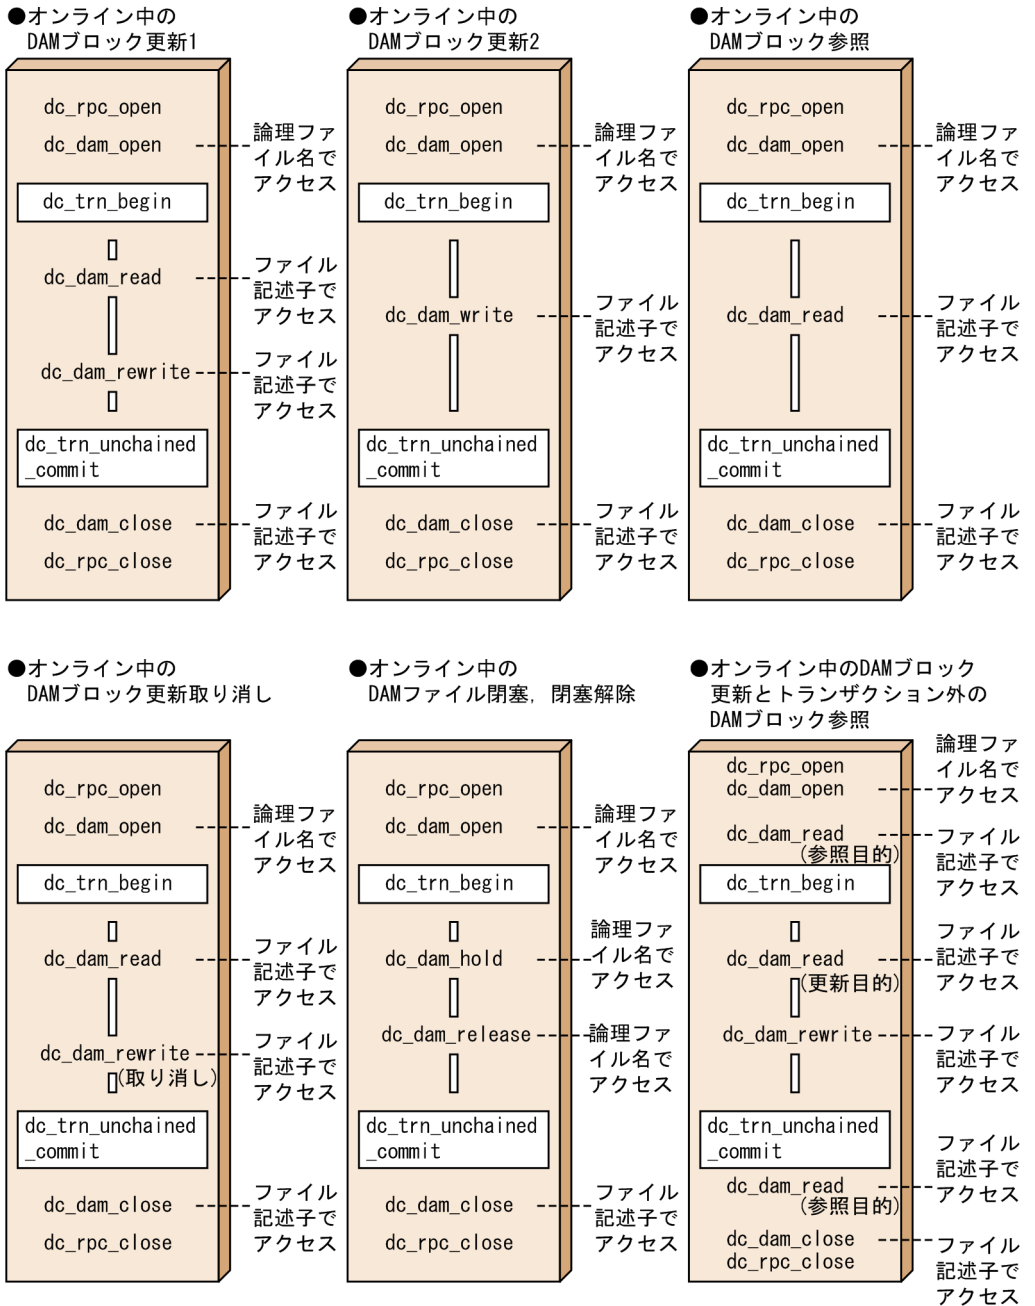 ●オンライン中の
DAMブロック更新1
dc_rpc_open
dc_dam_open
論理ファ
イル名で
アクセス
dc_trn_begin
dc_dam_read
ファイル
記述子で
アクセス
dc_dam_rewrite
ファイル
記述子で
アクセス
dc_trn_unchained
_commit
dc_dam_close
ファイル
記述子で
アクセス
dc_rpc_close
●オンライン中の
DAMブロック更新2
dc_rpc_open
dc_dam_open
論理ファ
イル名で
アクセス
dc_trn_begin
dc_dam_write
ファイル
記述子で
アクセス
dc_trn_unchained
_commit
dc_dam_close
ファイル
記述子で
アクセス
dc_rpc_close
●オンライン中の
DAMブロック参照
dc_rpc_open
dc_dam_open
論理ファ
イル名で
アクセス
dc_trn_begin
dc_dam_read
ファイル
記述子で
アクセス
dc_trn_unchained
_commit
dc_dam_close
ファイル
記述子で
アクセス
dc_rpc_close
●オンライン中の
DAMブロック更新取り消し
dc_rpc_open
dc_dam_open
論理ファ
イル名で
アクセス
dc_trn_begin
dc_dam_read
ファイル
記述子で
アクセス
dc_dam_rewrite
(取り消し)
ファイル
記述子で
アクセス
dc_trn_unchained
_commit
dc_dam_close
ファイル
記述子で
アクセス
dc_rpc_close
●オンライン中の
DAMファイル閉塞,閉塞解除
dc_rpc_open
dc_dam_open
論理ファ
イル名で
アクセス
dc_trn_begin
dc_dam_hold
論理ファ
イル名で
アクセス
dc_dam_release
論理ファ
イル名で
アクセス
dc_trn_unchained
_commit
dc_dam_close
ファイル
記述子で
アクセス
dc_rpc_close
●オンライン中のDAMブロック
更新とトランザクション外の
DAMブロック参照
dc_rpc_open
dc_dam_open
論理ファ
イル名で
アクセス
dc_dam_read
(参照目的)
ファイル
記述子で
アクセス
dc_trn_begin
dc_dam_read
(更新目的)
ファイル
記述子で
アクセス
dc_dam_rewrite
ファイル
記述子で
アクセス
dc_trn_unchained
_commit
dc_dam_read
(参照目的)
ファイル
記述子で
アクセス
dc_dam_close
ファイル
記述子で
アクセス
dc_rpc_close